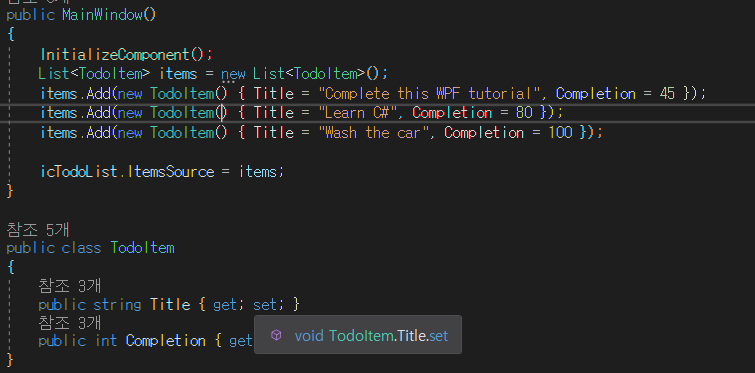 public MainWindow()
{
InitializeComponent();
List<TodoItem> items = new List<TodoItem>();
items.Add(new TodoItem() { Title = "Complete this WPF tutorial", Completion = 45 });
items.Add(new TodoItem() { Title = "Learn C#", Completion = 80 });
items.Add(new TodoItem() { Title = "Wash the car", Completion = 100 });
icTodoList.ItemsSource = items;
}
참조 5개
public class TodoItem
{
참조 3개
public string Title { get; set; }
참조 3개
public int Completion { get
void TodoItem.Title.set
}